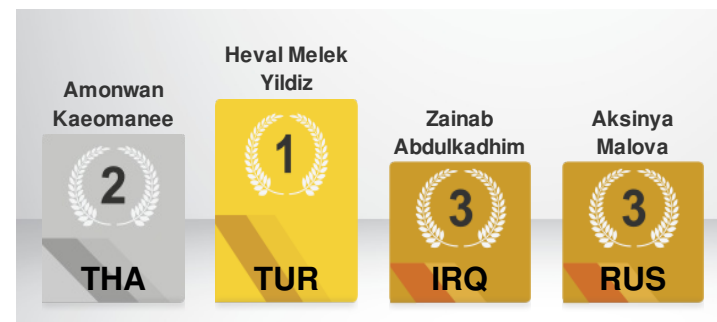 Amonwan
Kaeomanee
2
THA
Heval Melek
Yildiz
1
TUR
Zainab
Abdulkadhim
3
IRQ
Aksinya
Malova
3
RUS